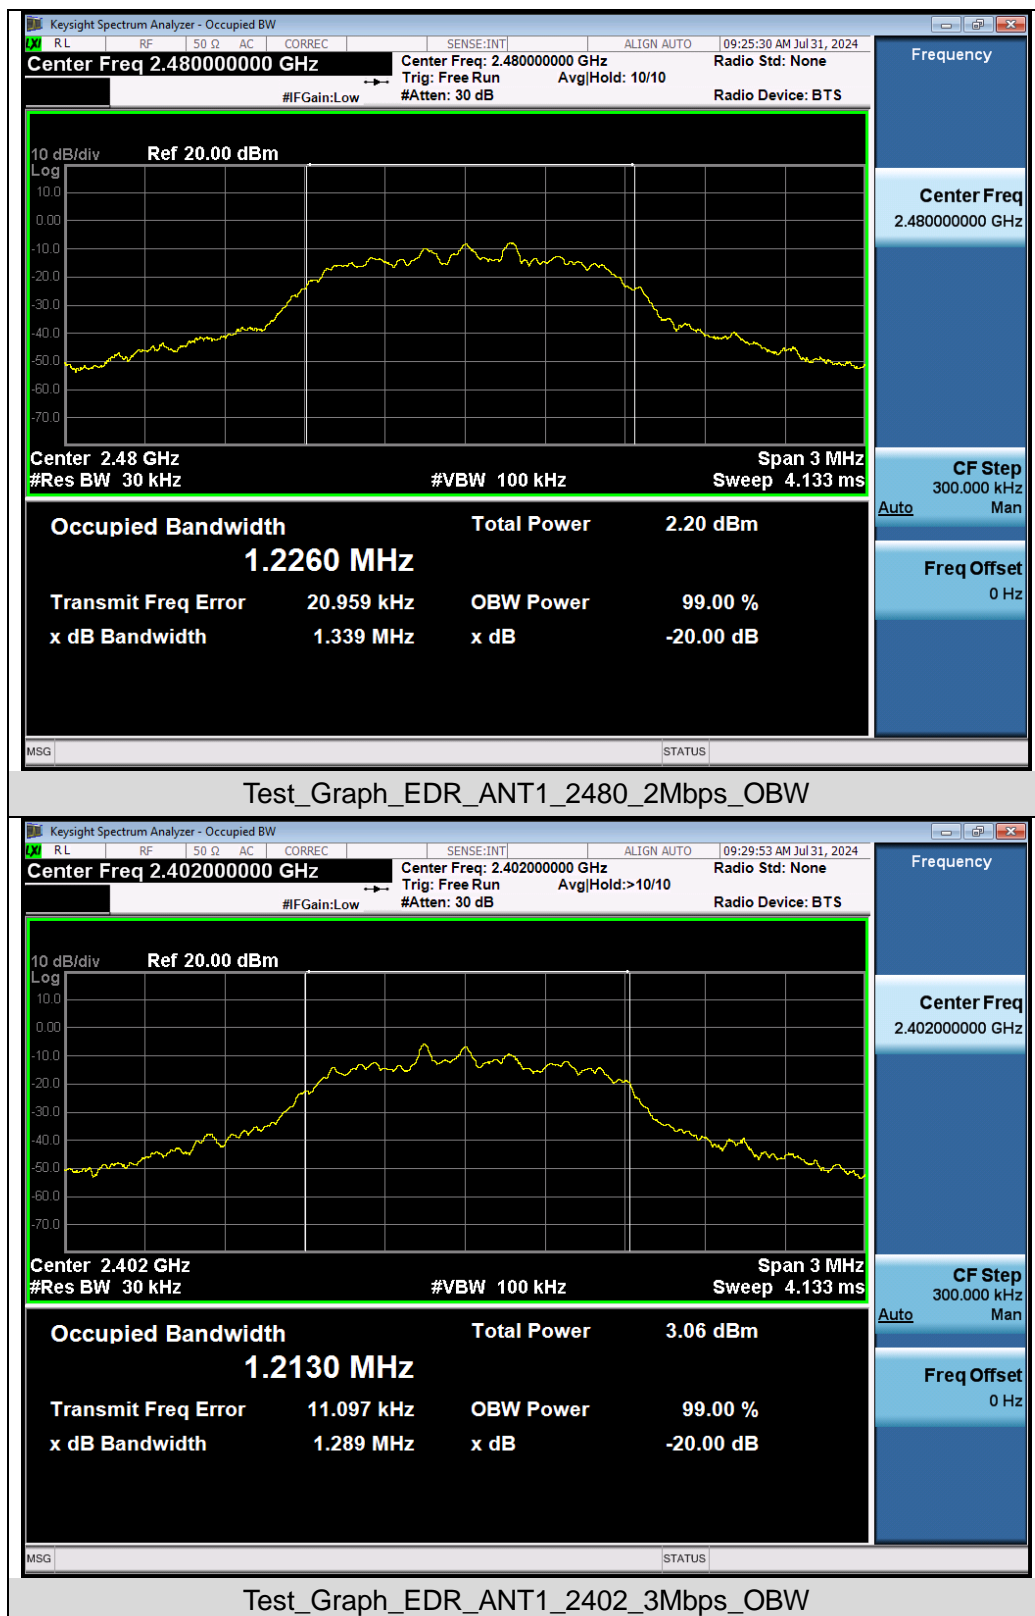 Keysight Spectrum Analyzer - Occupied BW
LXI RL RF 50 Ω AC CORREC SENSE:INT ALIGN AUTO 09:25:30 AM Jul 31, 2024
Center Freq 2.480000000 GHz
Center Freq: 2.480000000 GHz
Radio Std: None
Trig: Free Run Avg|Hold: 10/10
#IFGain:Low
#Atten: 30 dB
Radio Device: BTS
Frequency
10 dB/div Ref 20.00 dBm
Log
10.0
0.00
-10.0
-20.0
-30.0
-40.0
-50.0
-60.0
-70.0
Center 2.48 GHz Span 3 MHz
#Res BW 30 kHz #VBW 100 kHz Sweep 4.133 ms
Center Freq
2.480000000 GHz
CF Step
300.000 kHz
Auto Man
Freq Offset
0 Hz
Occupied Bandwidth Total Power 2.20 dBm
1.2260 MHz
Transmit Freq Error 20.959 kHz OBW Power 99.00 %
x dB Bandwidth 1.339 MHz x dB -20.00 dB
MSG STATUS
Test_Graph_EDR_ANT1_2480_2Mbps_OBW
Keysight Spectrum Analyzer - Occupied BW
LXI RL RF 50 Ω AC CORREC SENSE:INT ALIGN AUTO 09:29:53 AM Jul 31, 2024
Center Freq 2.402000000 GHz
Center Freq: 2.402000000 GHz
Radio Std: None
Trig: Free Run Avg|Hold:>10/10
#IFGain:Low
#Atten: 30 dB
Radio Device: BTS
Frequency
10 dB/div Ref 20.00 dBm
Log
10.0
0.00
-10.0
-20.0
-30.0
-40.0
-50.0
-60.0
-70.0
Center 2.402 GHz Span 3 MHz
#Res BW 30 kHz #VBW 100 kHz Sweep 4.133 ms
Center Freq
2.402000000 GHz
CF Step
300.000 kHz
Auto Man
Freq Offset
0 Hz
Occupied Bandwidth Total Power 3.06 dBm
1.2130 MHz
Transmit Freq Error 11.097 kHz OBW Power 99.00 %
x dB Bandwidth 1.289 MHz x dB -20.00 dB
MSG STATUS
Test_Graph_EDR_ANT1_2402_3Mbps_OBW